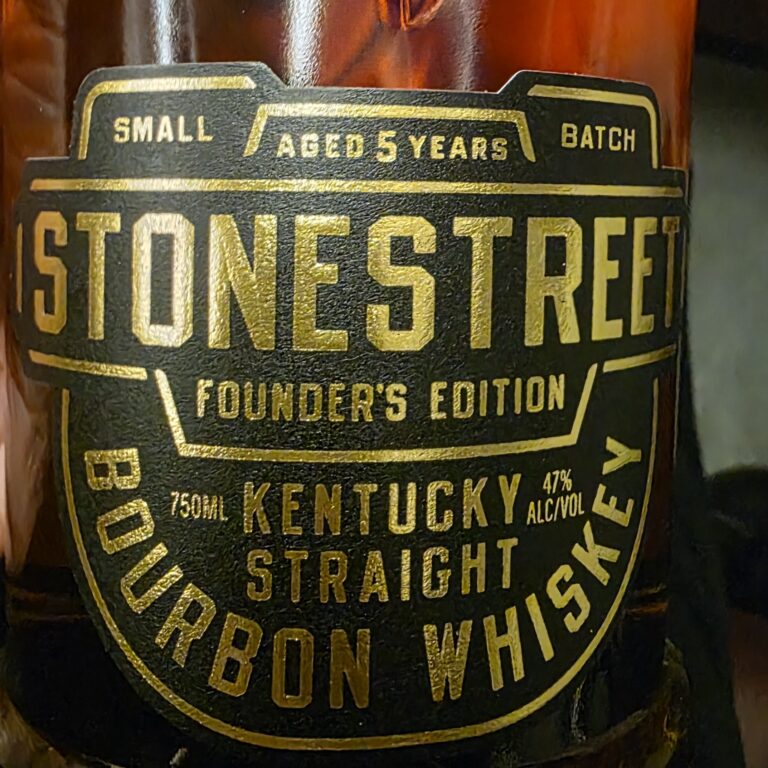 SMALL AGED 5 YEARS BATCH
STONESTREET
FOUNDER'S EDITION
750ML KENTUCKY 47% ALC/VOL
STRAIGHT
BOURBON WHISKEY